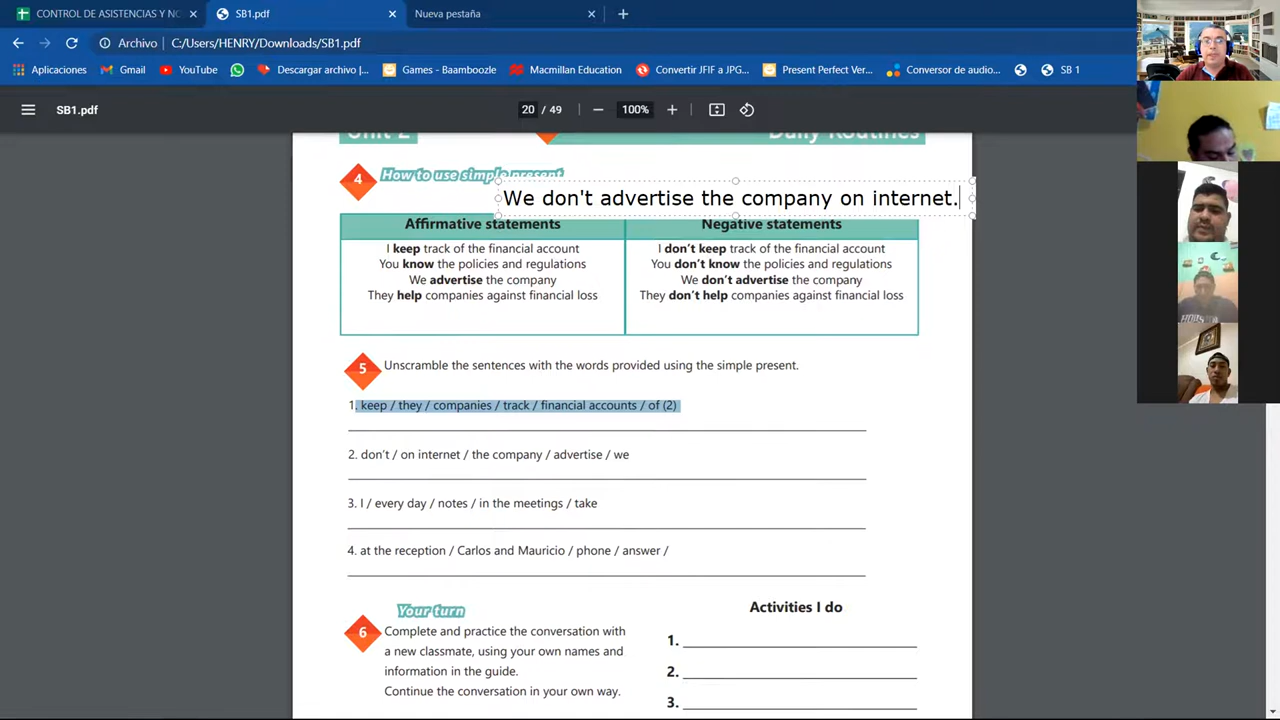 CONTROL DE ASISTENCIAS Y NO
SB1.pdf
Nueva pestaña
Archivo
C:/Users/HENRY/Downloads/SB1.pdf
Aplicaciones
Gmail
YouTube
Descargar archivo |...
Games - Baamboozle
Macmillan Education
Convertir JFIF a JPG...
Present Perfect Ver...
Conversor de audio...
SB 1
SB1.pdf
20 / 49
100%
Unit 2
Daily Routines
4
How to use simple present
We don't advertise the company on internet.
Affirmative statements
Negative statements
I keep track of the financial account
I don't keep track of the financial account
You know the policies and regulations
You don't know the policies and regulations
We advertise the company
We don't advertise the company
They help companies against financial loss
They don't help companies against financial loss
5
Unscramble the sentences with the words provided using the simple present.
1. keep / they / companies / track / financial accounts / of (2)
2. don't / on internet / the company / advertise / we
3. I / every day / notes / in the meetings / take
4. at the reception / Carlos and Mauricio / phone / answer /
Your turn
6
Complete and practice the conversation with
a new classmate, using your own names and
information in the guide.
Continue the conversation in your own way.
Activities I do
1.
2.
3.